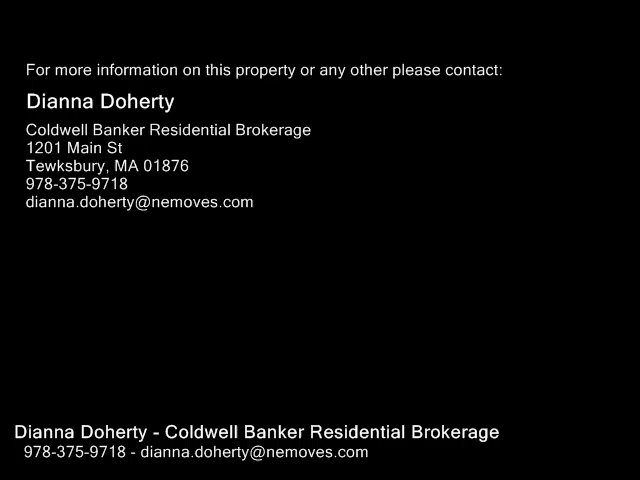 For more information on this property or any other please contact:
Dianna Doherty
Coldwell Banker Residential Brokerage
1201 Main St
Tewksbury, MA 01876
978-375-9718
dianna.doherty@nemoves.com
Dianna Doherty - Coldwell Banker Residential Brokerage
978-375-9718 - dianna.doherty@nemoves.com